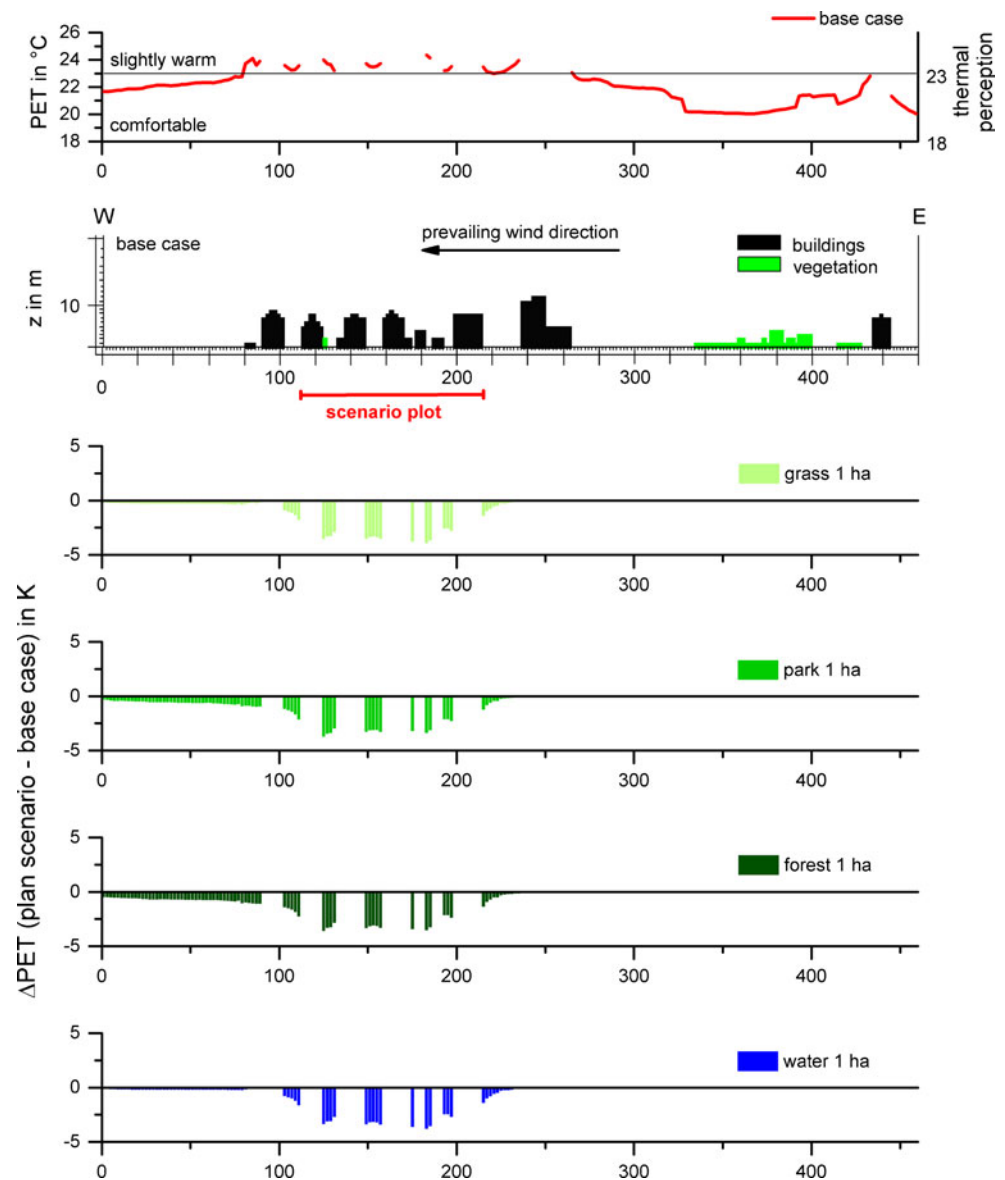 base case
26
24
22
20
18
PET in °C
slightly warm
comfortable
23
18
thermal perception
0
100
200
300
400
W
E
base case
prevailing wind direction
buildings
vegetation
z in m
10
0
100
200
300
400
scenario plot
ΔPET (plan scenario - base case) in K
5
0
-5
grass 1 ha
0
100
200
300
400
5
0
-5
park 1 ha
0
100
200
300
400
5
0
-5
forest 1 ha
0
100
200
300
400
5
0
-5
water 1 ha
0
100
200
300
400